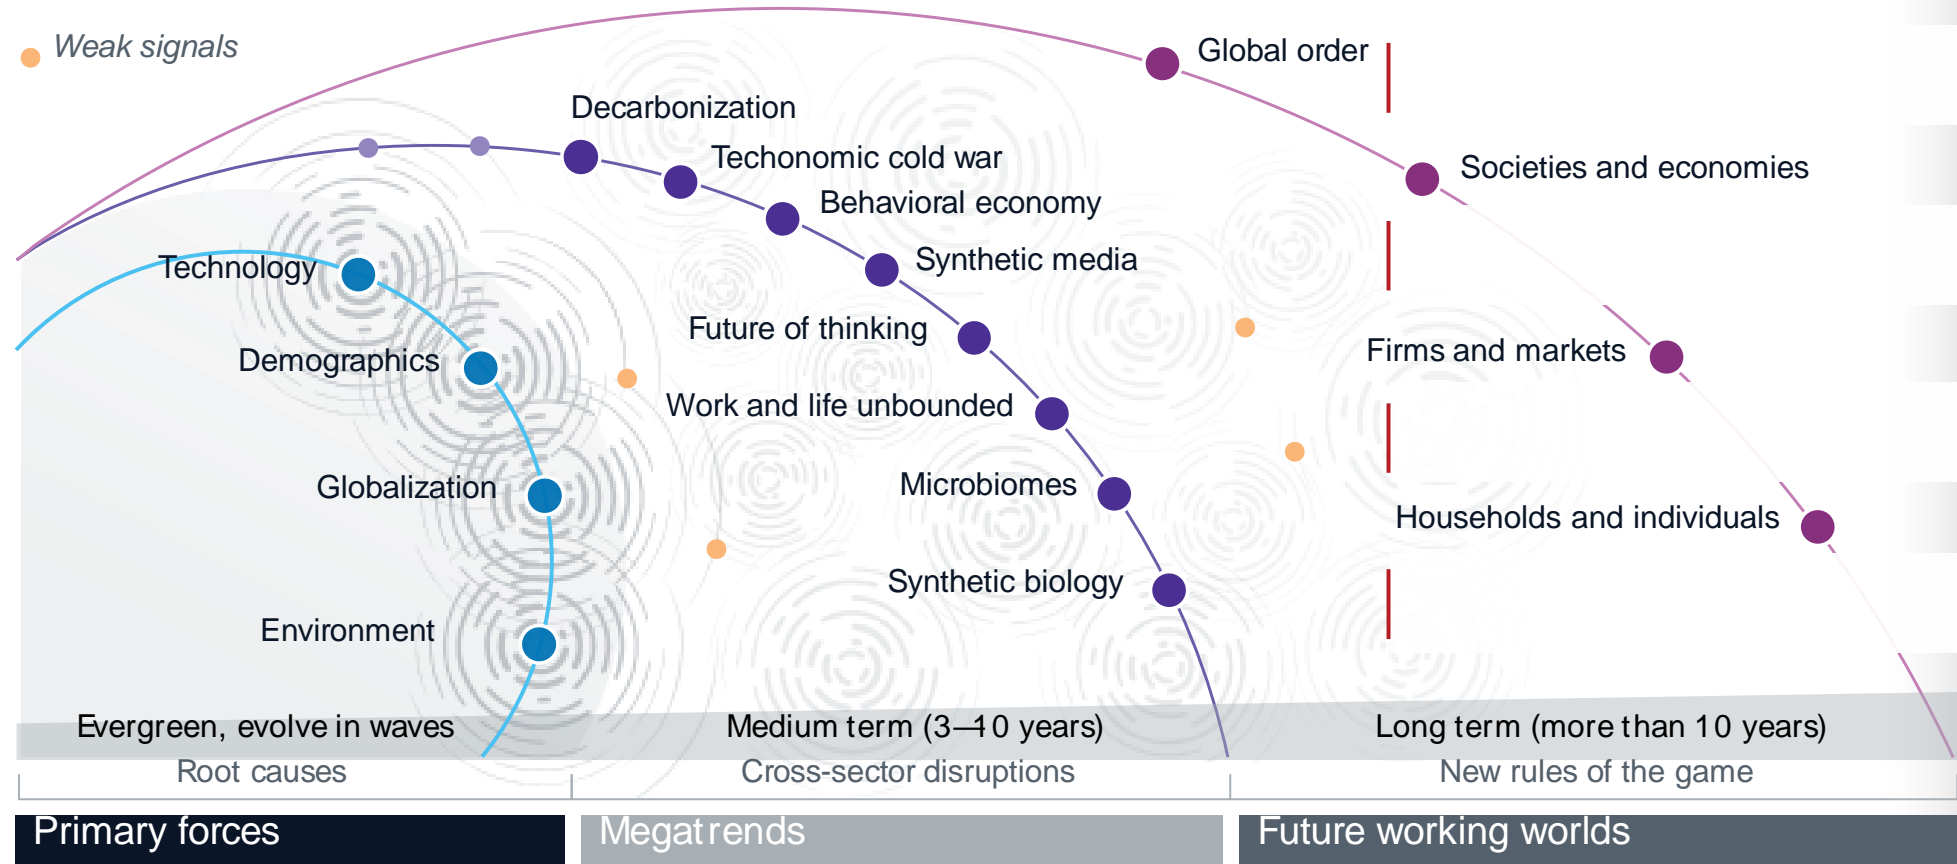 Weak signals
Global order
Decarbonization
Techonomic cold war
Societies and economies
Behavioral economy
Synthetic media
Technology
Future of thinking
Firms and markets
Demographics
Work and life unbounded
Globalization
Microbiomes
Households and individuals
Synthetic biology
Environment
Evergreen, evolve in waves
Medium term (3–10 years)
Long term (more than 10 years)
Root causes
Cross-sector disruptions
New rules of the game
Primary forces
Megatrends
Future working worlds